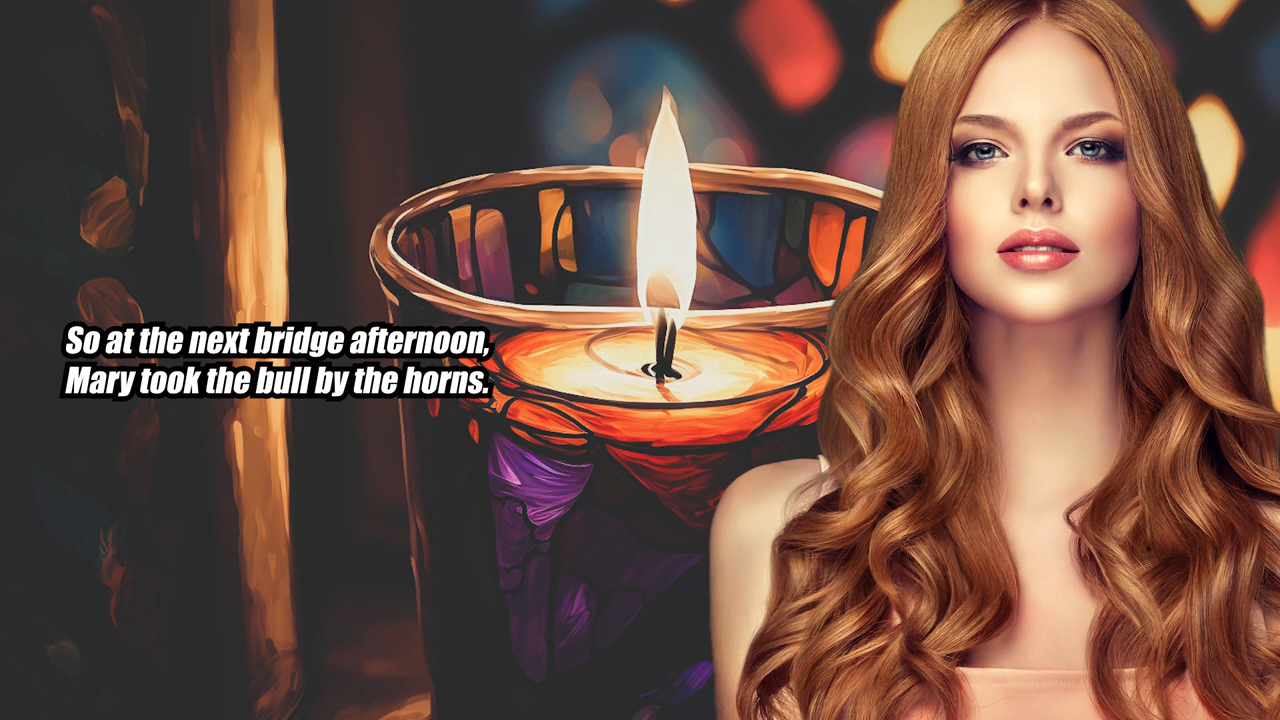 So at the next bridge afternoon,
Mary took the bull by the horns.